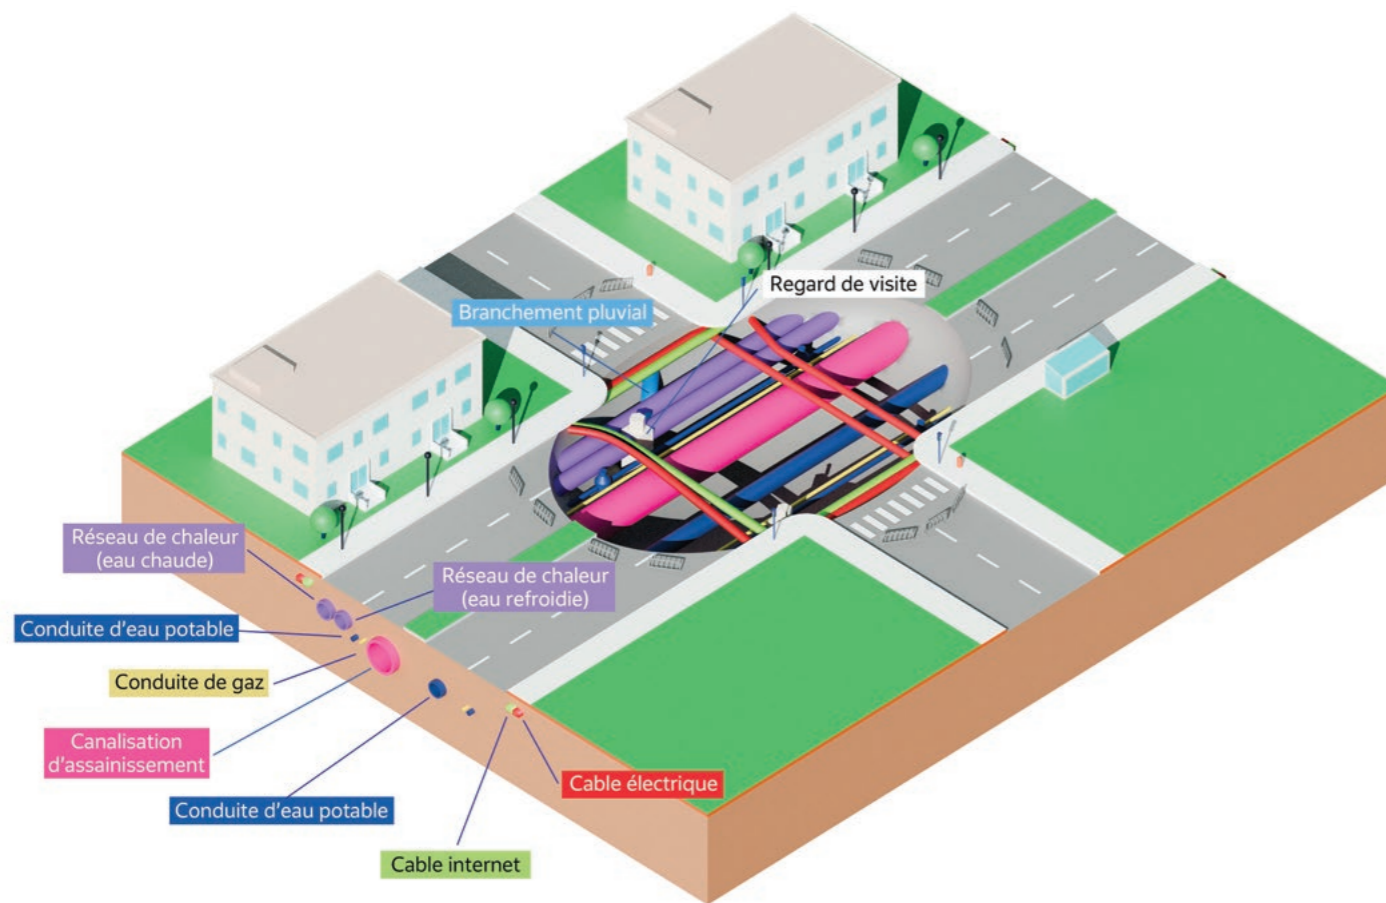 Regard de visite
Branchement pluvial
Réseau de chaleur
(eau chaude)
Réseau de chaleur
(eau refroidie)
Conduite d'eau potable
Conduite de gaz
Canalisation
d'assainissement
Cable électrique
Conduite d'eau potable
Cable internet